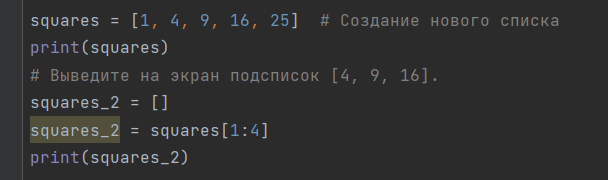 squares = [1, 4, 9, 16, 25]  # Создание нового списка
print(squares)
# Выведите на экран подсписок [4, 9, 16].
squares_2 = []
squares_2 = squares[1:4]
print(squares_2)